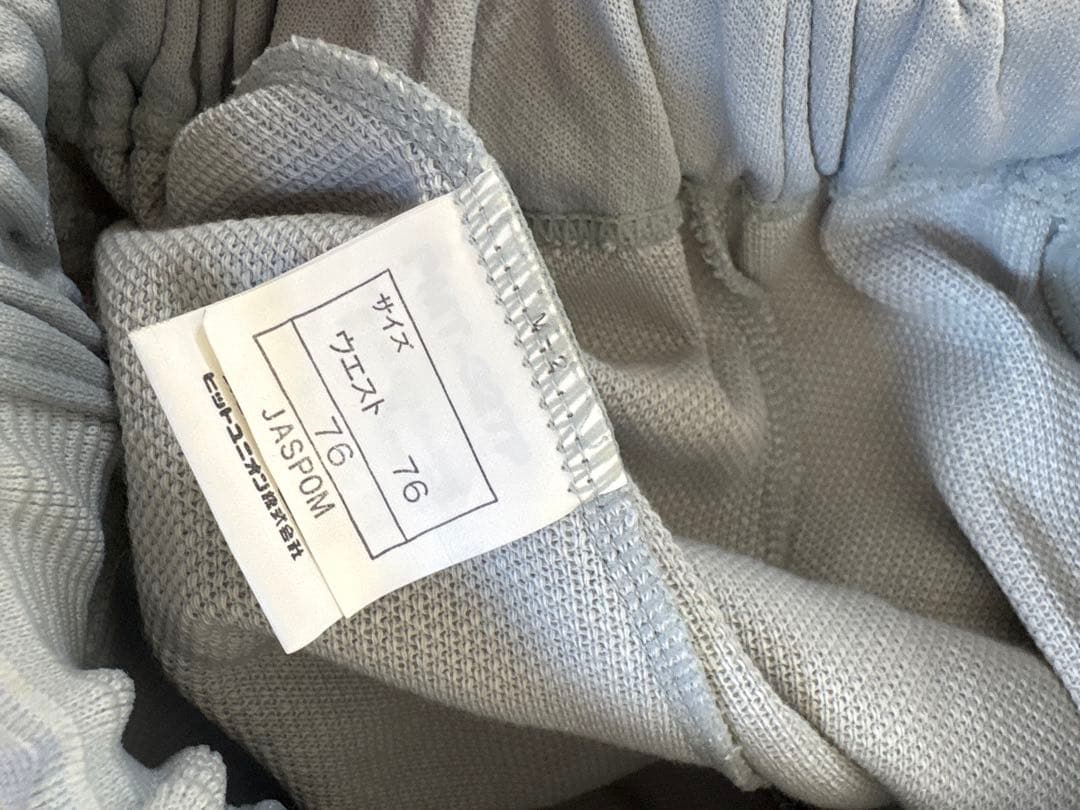 サイズ
ウエスト 76
76
JASPOM
ヒットユニオン株式会社